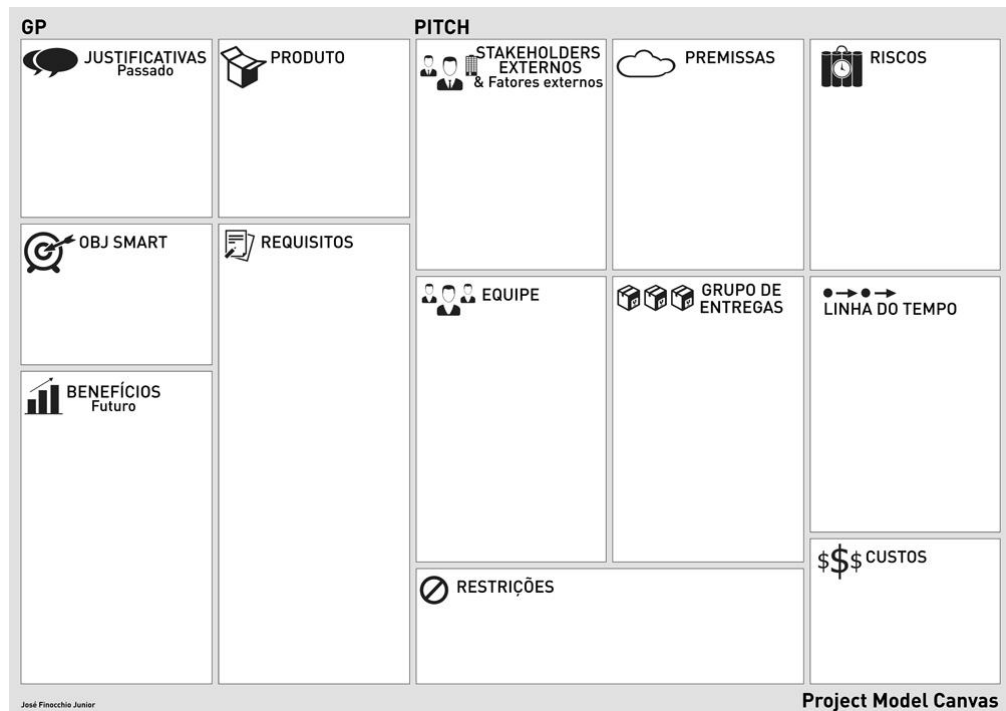 GP
PITCH
JUSTIFICATIVAS
Passado
PRODUTO
STAKEHOLDERS
EXTERNOS
& Fatores externos
PREMISSAS
RISCOS
OBJ SMART
REQUISITOS
EQUIPE
GRUPO DE
ENTREGAS
LINHA DO TEMPO
BENEFÍCIOS
Futuro
$$$ CUSTOS
RESTRIÇÕES
José Finocchio Junior
Project Model Canvas